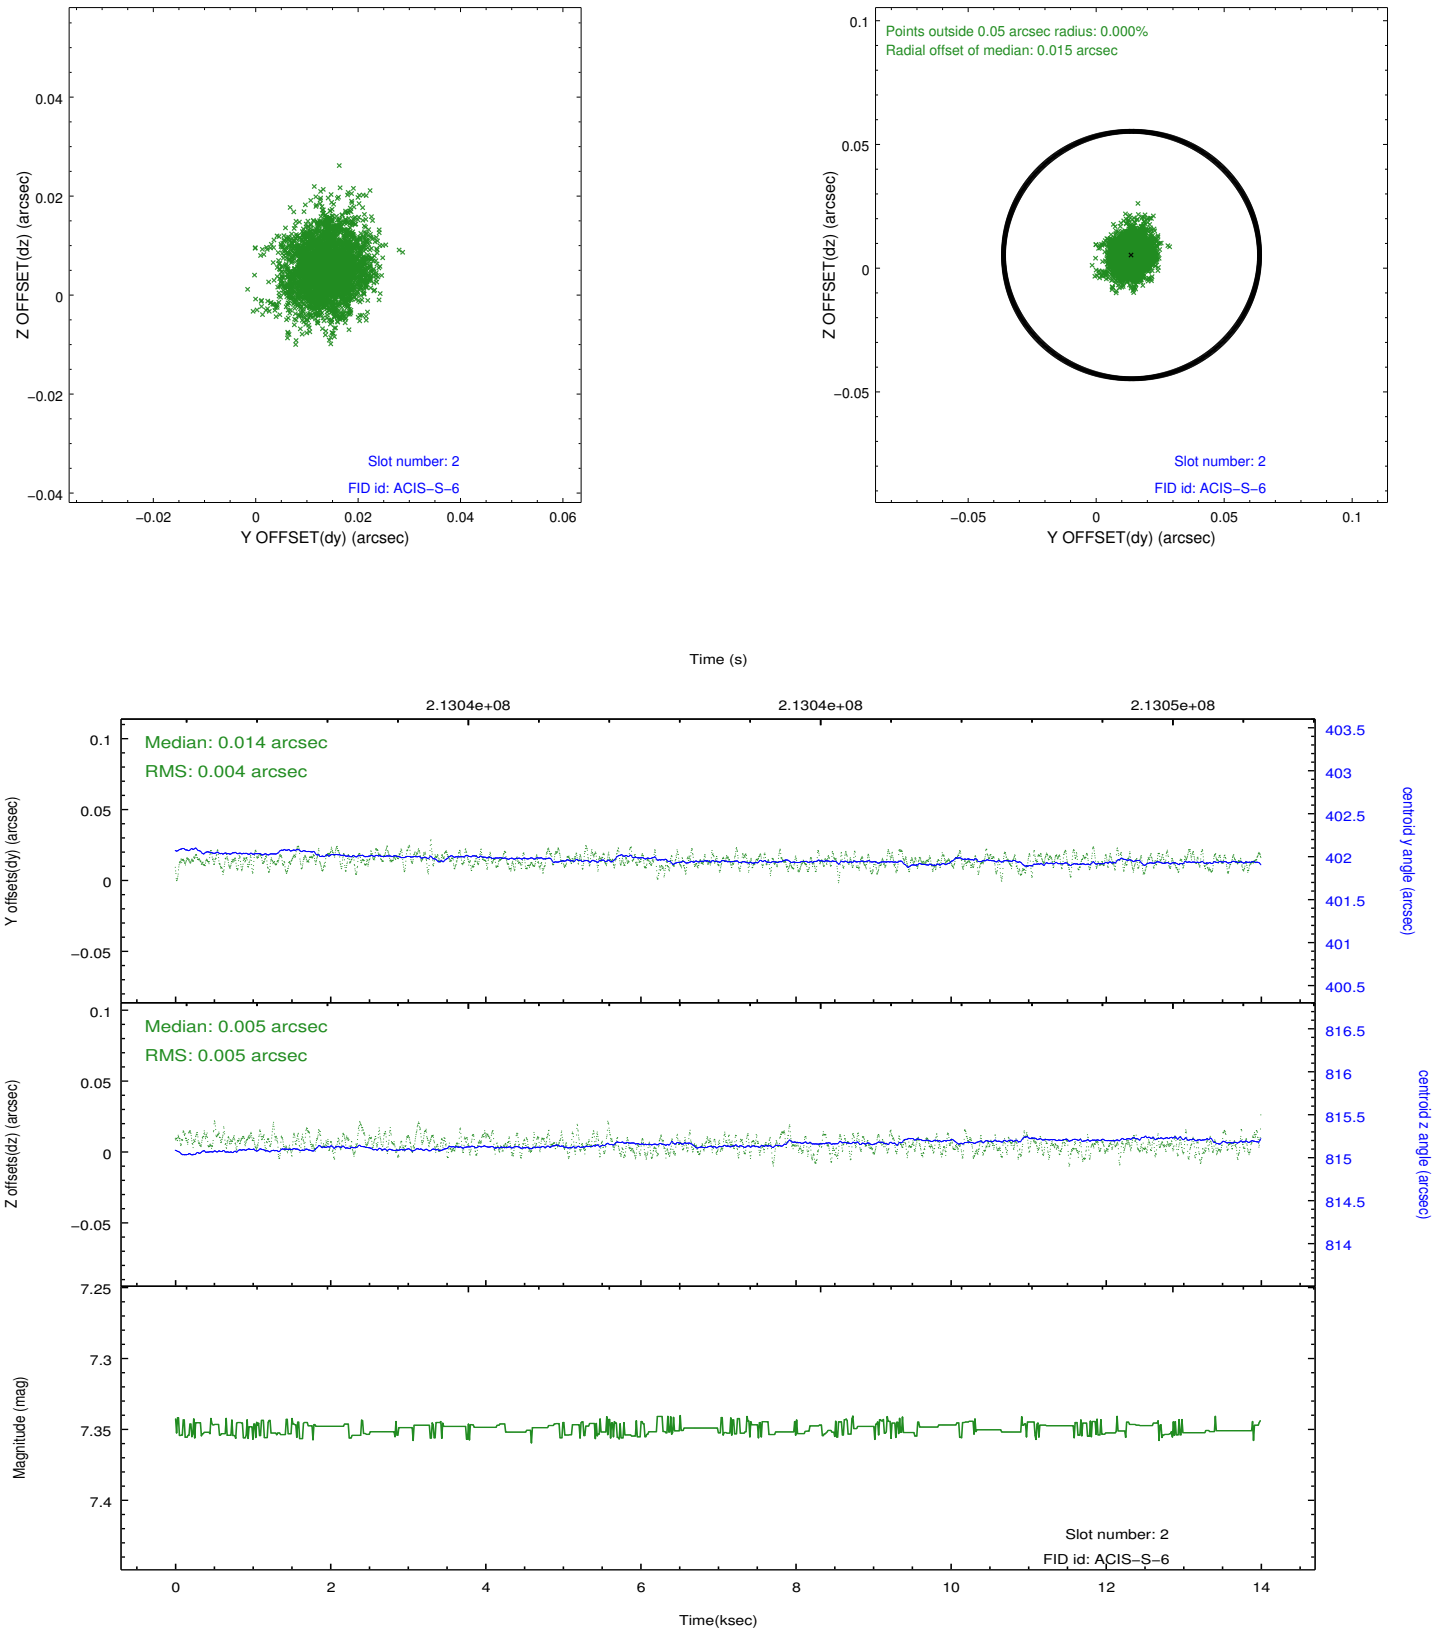 0.04
0.02
0
−0.02
−0.04
Z OFFSET(dz) (arcsec)
Slot number: 2
FID id: ACIS−S−6
−0.02 0 0.02 0.04 0.06
Y OFFSET(dy) (arcsec)
Points outside 0.05 arcsec radius: 0.000%
Radial offset of median: 0.015 arcsec
0.1
0.05
0
−0.05
Z OFFSET(dz) (arcsec)
Slot number: 2
FID id: ACIS−S−6
−0.05 0 0.05 0.1
Y OFFSET(dy) (arcsec)
Time (s)
2.1304e+08 2.1304e+08 2.1305e+08
Median: 0.014 arcsec
RMS: 0.004 arcsec
0.1
0.05
0
−0.05
Y offsets(dy) (arcsec)
403.5
403
402.5
402
401.5
401
400.5
centroid y angle (arcsec)
Median: 0.005 arcsec
RMS: 0.005 arcsec
0.1
0.05
0
−0.05
Z offsets(dz) (arcsec)
816.5
816
815.5
815
814.5
814
centroid z angle (arcsec)
7.25
7.3
7.35
7.4
Magnitude (mag)
Slot number: 2
FID id: ACIS−S−6
0 2 4 6 8 10 12 14
Time(ksec)